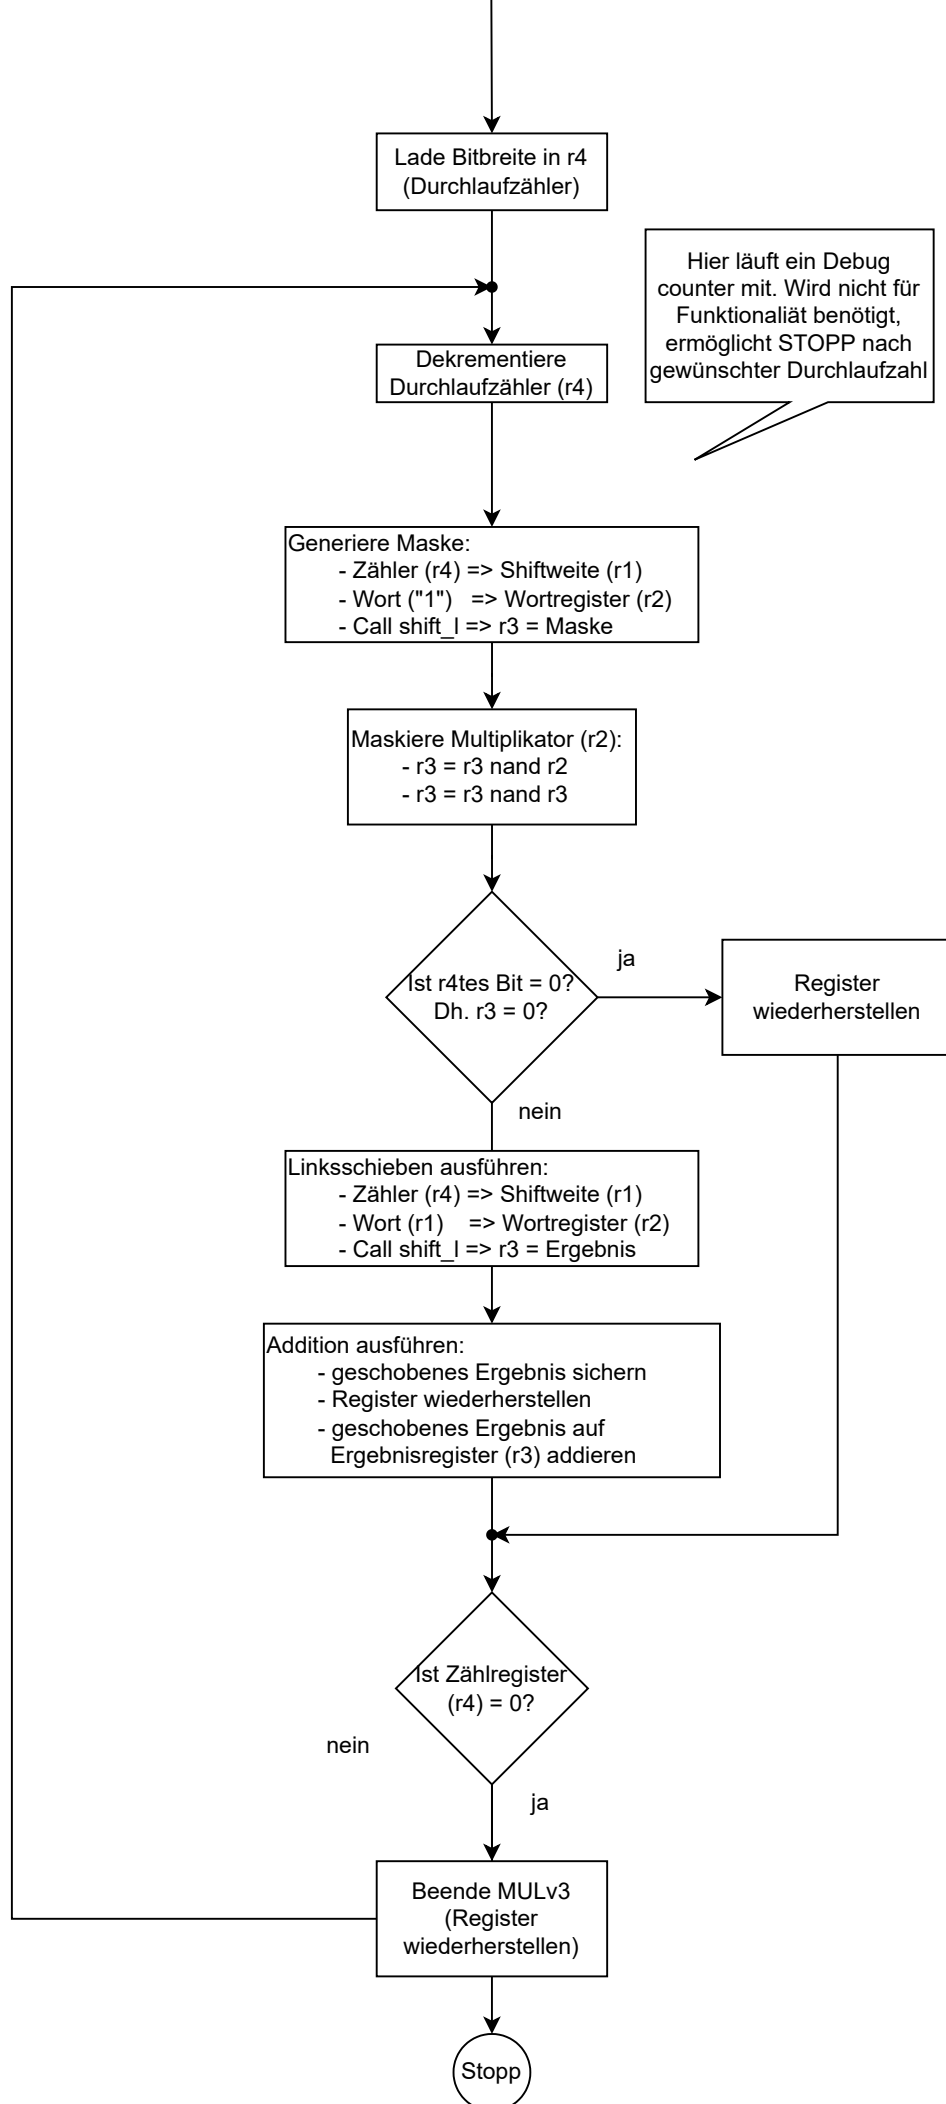 Lade Bitbreite in r4
(Durchlaufzähler)
Hier läuft ein Debug
counter mit. Wird nicht für
Funktionaliät benötigt,
ermöglicht STOPP nach
gewünschter Durchlaufzahl
Dekrementiere
Durchlaufzähler (r4)
Generiere Maske:
- Zähler (r4) => Shiftweite (r1)
- Wort ("1") => Wortregister (r2)
- Call shift_l => r3 = Maske
Maskiere Multiplikator (r2):
- r3 = r3 nand r2
- r3 = r3 nand r3
Ist r4tes Bit = 0?
Dh. r3 = 0?
ja
Register
wiederherstellen
nein
Linksschieben ausführen:
- Zähler (r4) => Shiftweite (r1)
- Wort (r1) => Wortregister (r2)
- Call shift_l => r3 = Ergebnis
Addition ausführen:
- geschobenes Ergebnis sichern
- Register wiederherstellen
- geschobenes Ergebnis auf
Ergebnisregister (r3) addieren
Ist Zählregister
(r4) = 0?
nein
ja
Beende MULv3
(Register
wiederherstellen)
Stopp